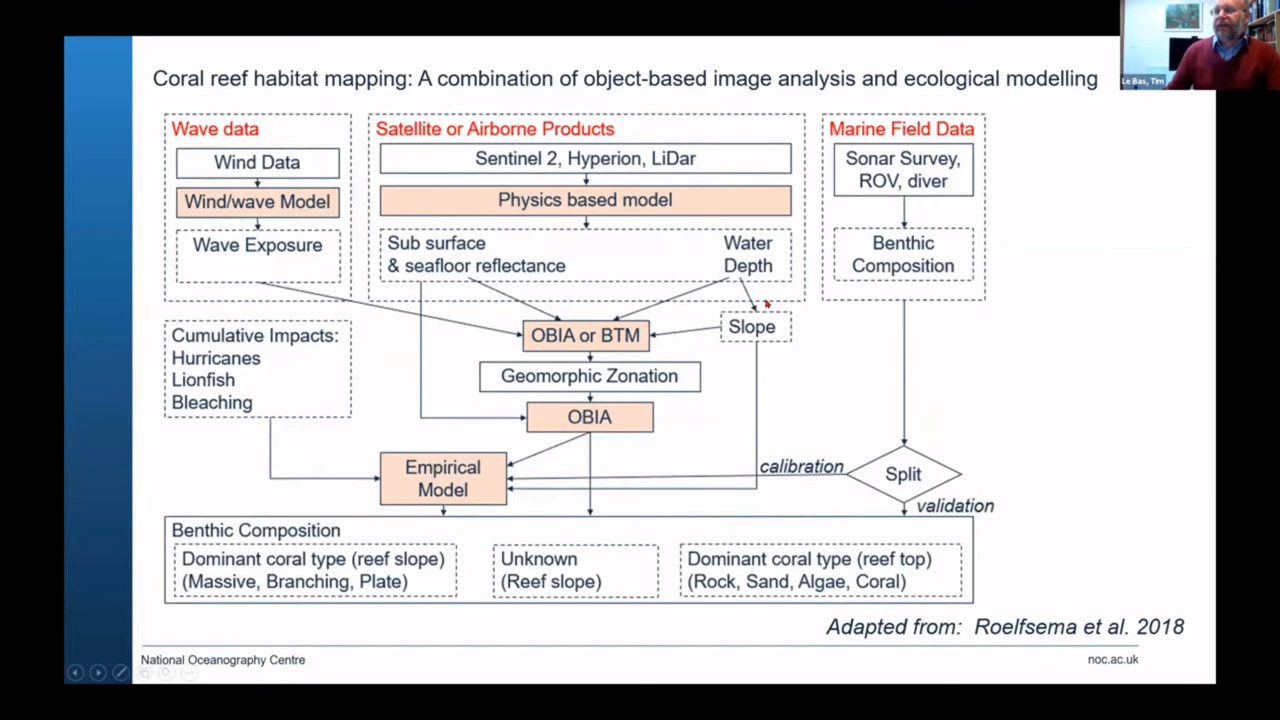 Le Bas, Tim
Coral reef habitat mapping: A combination of object-based image analysis and ecological modelling
Wave data
Wind Data
Wind/wave Model
Wave Exposure
Satellite or Airborne Products
Sentinel 2, Hyperion, LiDar
Physics based model
Sub surface
& seafloor reflectance
Water
Depth
Marine Field Data
Sonar Survey,
ROV, diver
Benthic
Composition
Cumulative Impacts:
Hurricanes
Lionfish
Bleaching
OBIA or BTM
Slope
Geomorphic Zonation
OBIA
Empirical
Model
calibration
Split
validation
Benthic Composition
Dominant coral type (reef slope)
(Massive, Branching, Plate)
Unknown
(Reef slope)
Dominant coral type (reef top)
(Rock, Sand, Algae, Coral)
Adapted from: Roelfsema et al. 2018
National Oceanography Centre
noc.ac.uk